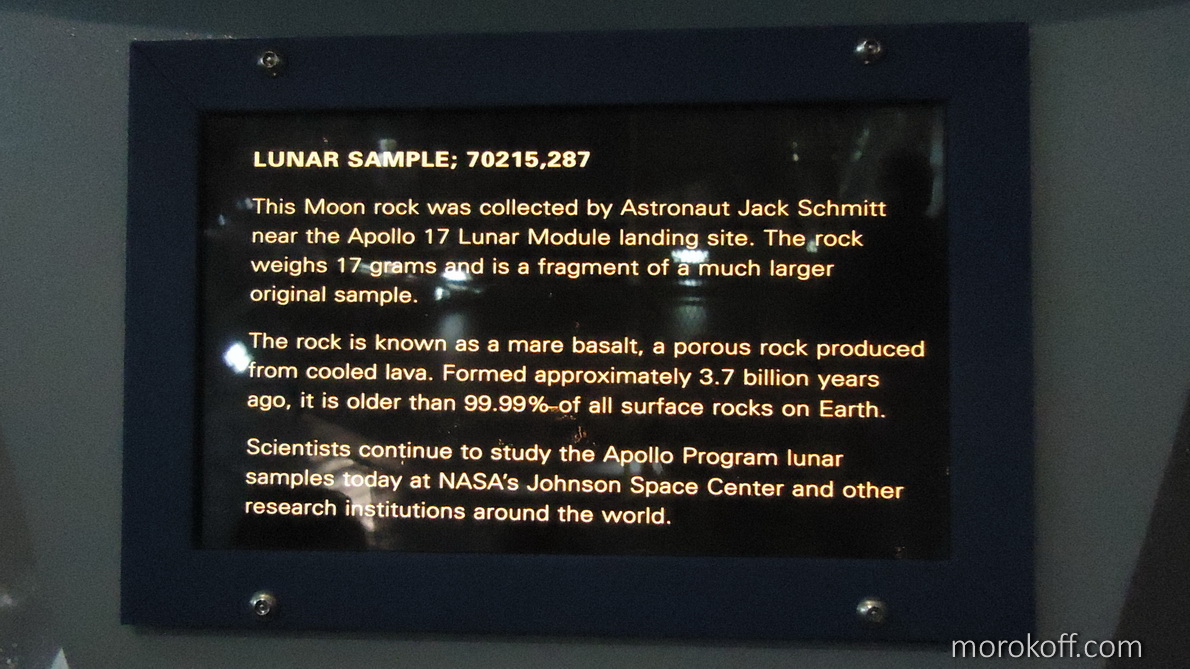 LUNAR SAMPLE; 70215,287
This Moon rock was collected by Astronaut Jack Schmitt
near the Apollo 17 Lunar Module landing site. The rock
weighs 17 grams and is a fragment of a much larger
original sample.
The rock is known as a mare basalt, a porous rock produced
from cooled lava. Formed approximately 3.7 billion years
ago, it is older than 99.99% of all surface rocks on Earth.
Scientists continue to study the Apollo Program lunar
samples today at NASA's Johnson Space Center and other
research institutions around the world.
morokoff.com